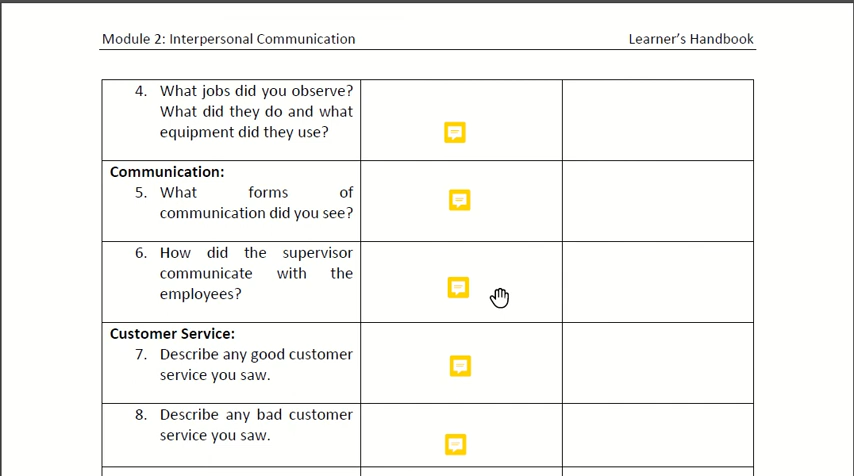 Module 2: Interpersonal Communication
Learner's Handbook
4. What jobs did you observe?
What did they do and what
equipment did they use?
Communication:
5. What forms of
communication did you see?
6. How did the supervisor
communicate with the
employees?
Customer Service:
7. Describe any good customer
service you saw.
8. Describe any bad customer
service you saw.